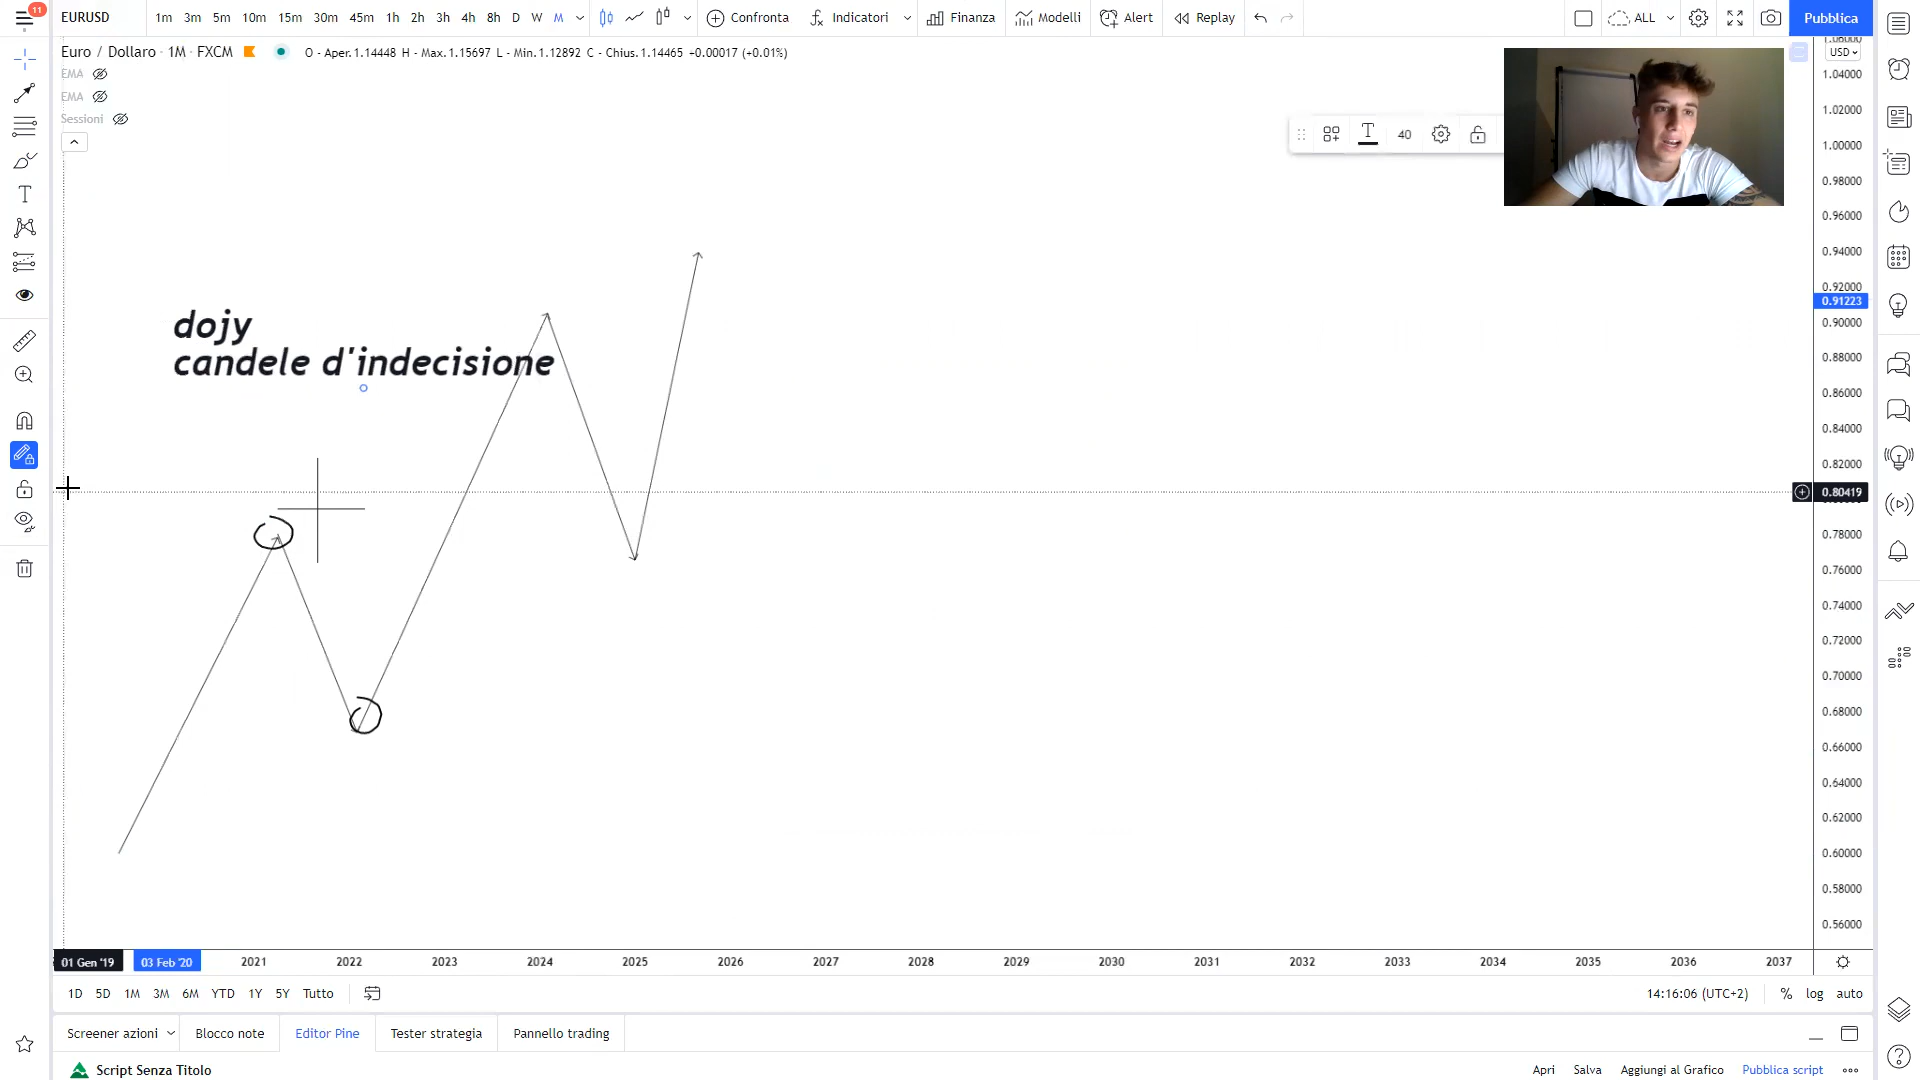 11
EURUSD
1m 3m 5m 10m 15m 30m 45m 1h 2h 3h 4h 8h D W M
Confronta
Indicatori
Finanza
Modelli
Alert
Replay
ALL
Pubblica
Euro / Dollaro · 1M · FXCM
O - Aper.1.14448 H - Max.1.15697 L - Min.1.12892 C - Chius.1.14465 +0.00017 (+0.01%)
USD
EMA
EMA
Sessioni
40
dojy
candele d'indecisione
1.04000
1.02000
1.00000
0.98000
0.96000
0.94000
0.92000
0.91223
0.90000
0.88000
0.86000
0.84000
0.82000
0.80419
0.78000
0.76000
0.74000
0.72000
0.70000
0.68000
0.66000
0.64000
0.62000
0.60000
0.58000
0.56000
01 Gen '19 03 Feb '20 2021 2022 2023 2024 2025 2026 2027 2028 2029 2030 2031 2032 2033 2034 2035 2036 2037
1D 5D 1M 3M 6M YTD 1Y 5Y Tutto
14:16:06 (UTC+2) % log auto
Screener azioni Blocco note Editor Pine Tester strategia Pannello trading
Script Senza Titolo
Apri Salva Aggiungi al Grafico Pubblica script